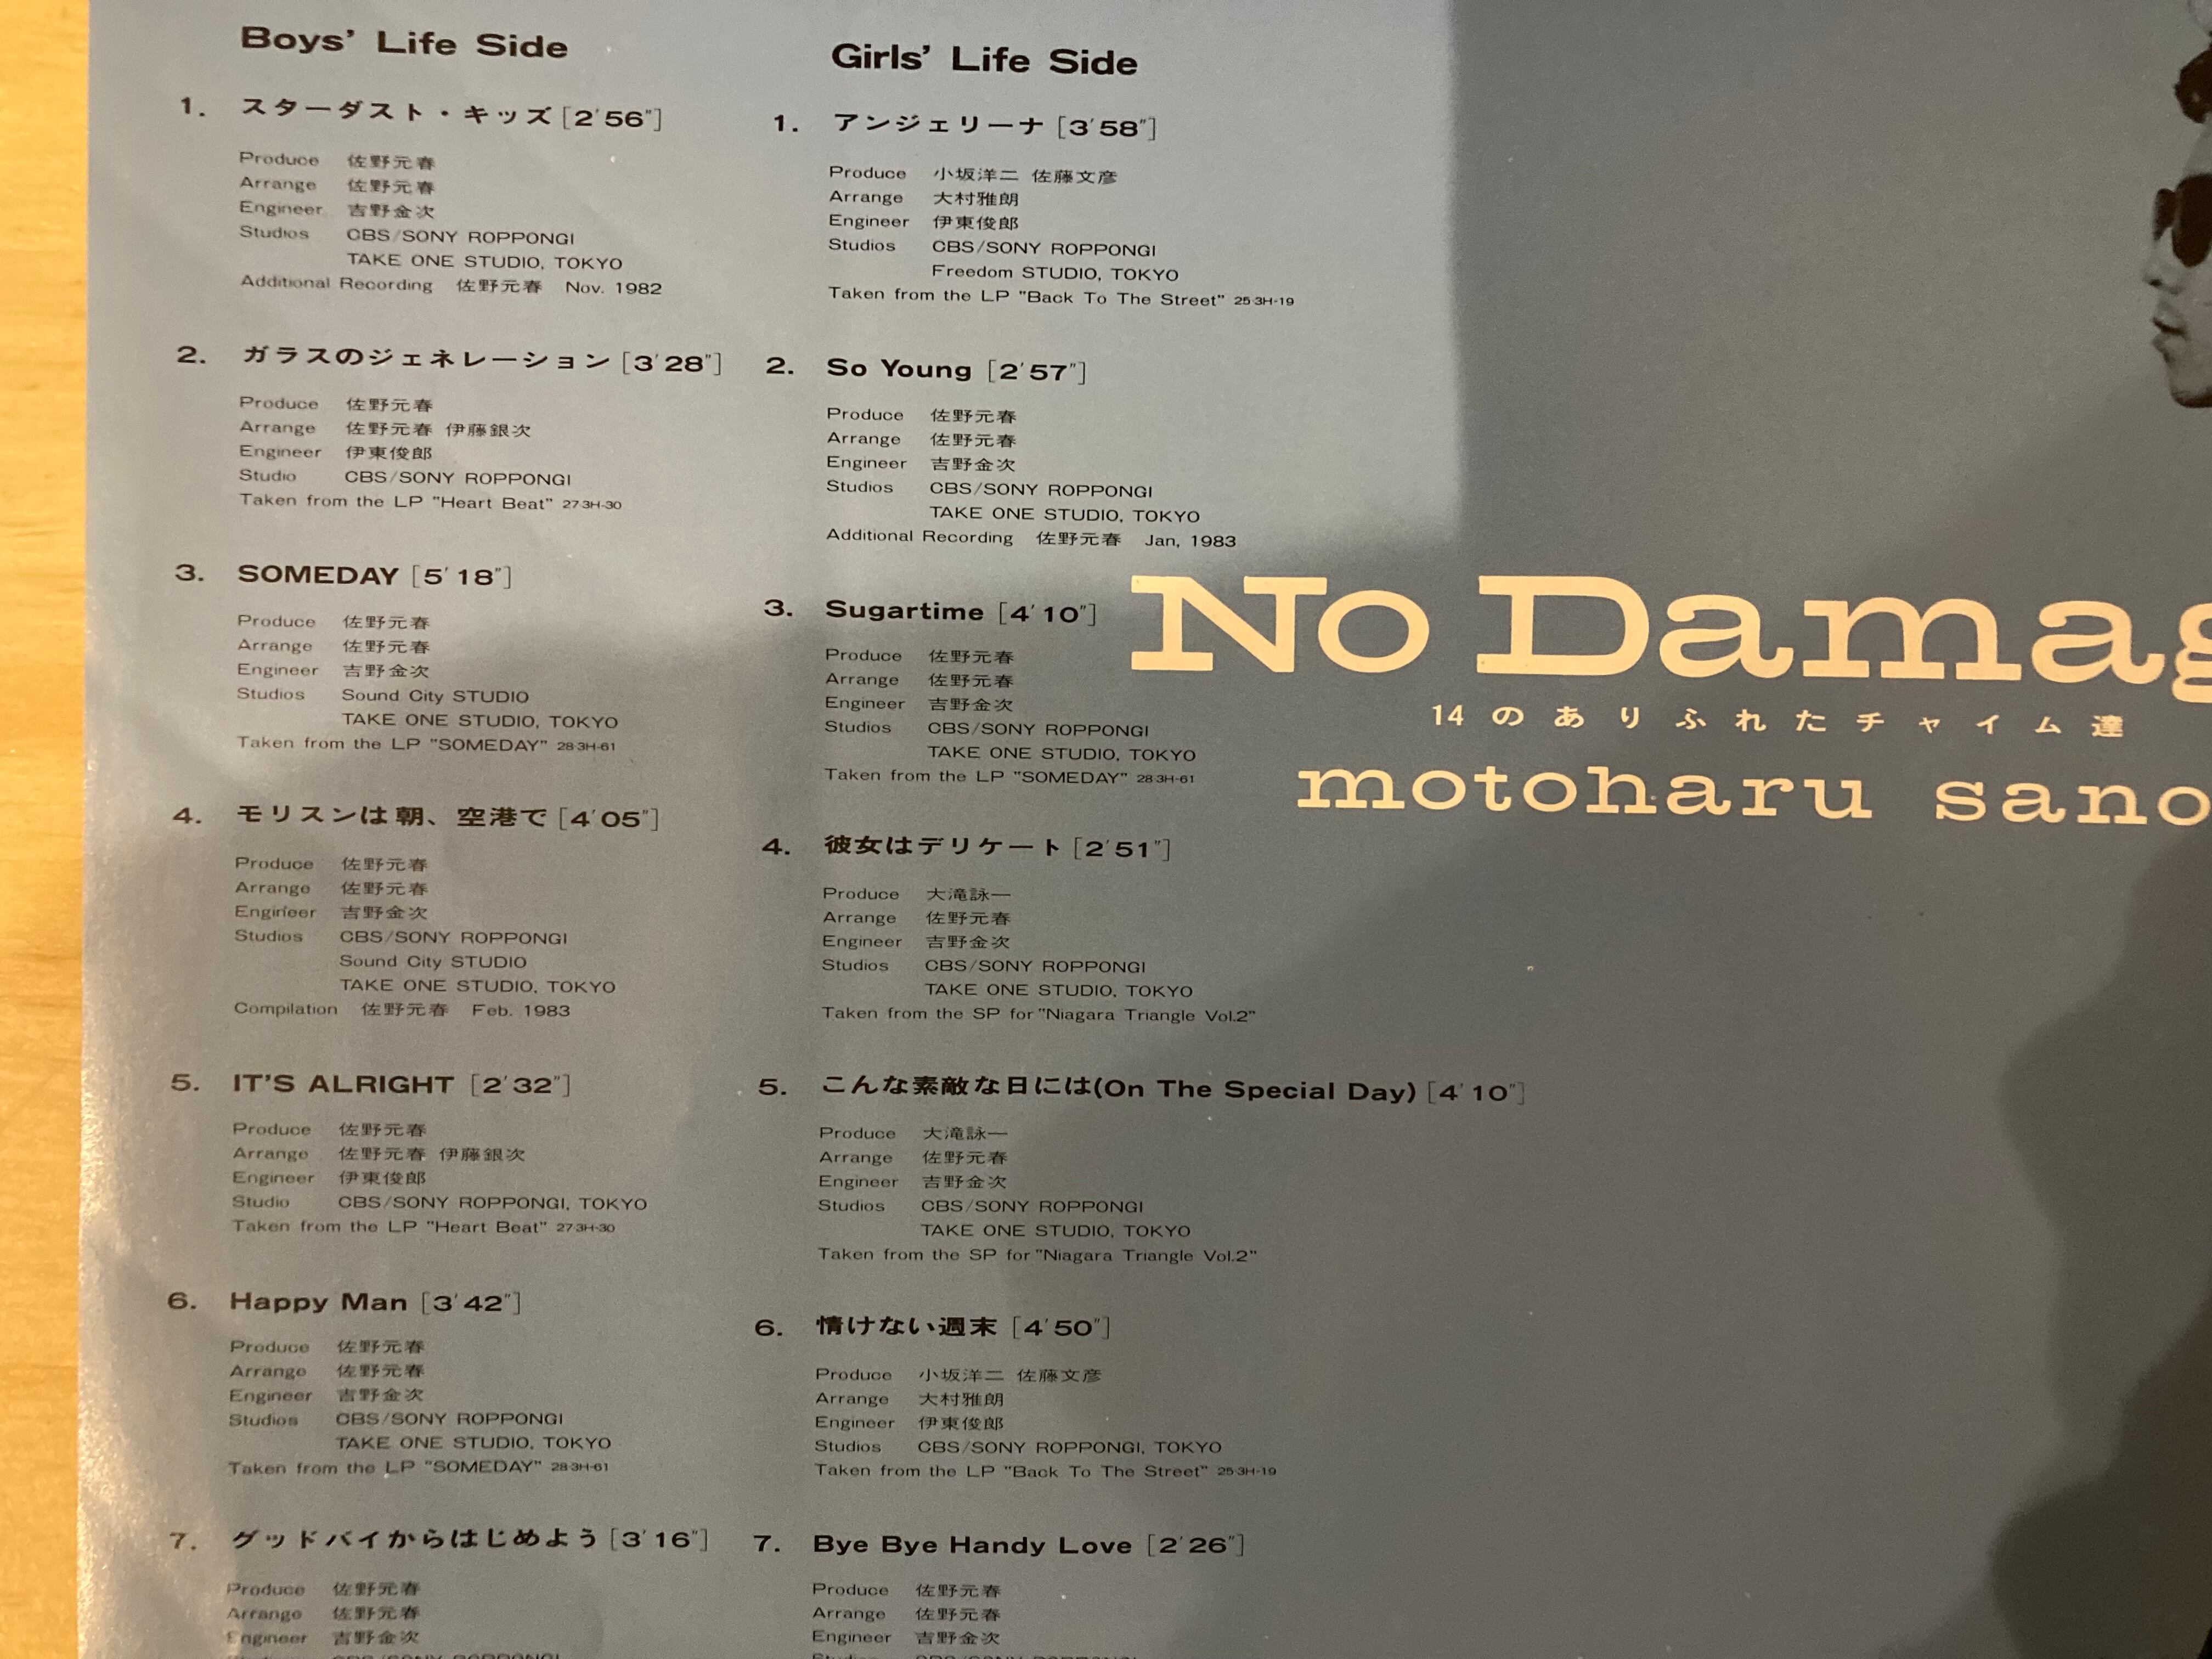 Boys' Life Side
1. スターダスト・キッズ [2'56"]
Produce 佐野元春
Arrange 佐野元春
Engineer 吉野金次
Studios CBS/SONY ROPPONGI
TAKE ONE STUDIO, TOKYO
Additional Recording 佐野元春 Nov. 1982
2. ガラスのジェネレーション [3'28"]
Produce 佐野元春
Arrange 佐野元春 伊藤銀次
Engineer 伊東俊郎
Studio CBS/SONY ROPPONGI
Taken from the LP "Heart Beat" 27·3H-30
3. SOMEDAY [5'18"]
Produce 佐野元春
Arrange 佐野元春
Engineer 吉野金次
Studios Sound City STUDIO
TAKE ONE STUDIO, TOKYO
Taken from the LP "SOMEDAY" 28·3H-61
4. モリスンは朝、空港で [4'05"]
Produce 佐野元春
Arrange 佐野元春
Engineer 吉野金次
Studios CBS/SONY ROPPONGI
Sound City STUDIO
TAKE ONE STUDIO, TOKYO
Compilation 佐野元春 Feb. 1983
5. IT'S ALRIGHT [2'32"]
Produce 佐野元春
Arrange 佐野元春 伊藤銀次
Engineer 伊東俊郎
Studio CBS/SONY ROPPONGI, TOKYO
Taken from the LP "Heart Beat" 27·3H-30
6. Happy Man [3'42"]
Produce 佐野元春
Arrange 佐野元春
Engineer 吉野金次
Studios CBS/SONY ROPPONGI
TAKE ONE STUDIO, TOKYO
Taken from the LP "SOMEDAY" 28·3H-61
7. グッドバイからはじめよう [3'16"]
Produce 佐野元春
Arrange 佐野元春
Engineer 吉野金次
Girls' Life Side
1. アンジェリーナ [3'58"]
Produce 小坂洋二 佐藤文彦
Arrange 大村雅朗
Engineer 伊東俊郎
Studios CBS/SONY ROPPONGI
Freedom STUDIO, TOKYO
Taken from the LP "Back To The Street" 25·3H-19
2. So Young [2'57"]
Produce 佐野元春
Arrange 佐野元春
Engineer 吉野金次
Studios CBS/SONY ROPPONGI
TAKE ONE STUDIO, TOKYO
Additional Recording 佐野元春 Jan, 1983
3. Sugartime [4'10"]
Produce 佐野元春
Arrange 佐野元春
Engineer 吉野金次
Studios CBS/SONY ROPPONGI
TAKE ONE STUDIO, TOKYO
Taken from the LP "SOMEDAY" 28·3H-61
4. 彼女はデリケート [2'51"]
Produce 大滝詠一
Arrange 佐野元春
Engineer 吉野金次
Studios CBS/SONY ROPPONGI
TAKE ONE STUDIO, TOKYO
Taken from the SP for "Niagara Triangle Vol.2"
5. こんな素敵な日には(On The Special Day) [4'10"]
Produce 大滝詠一
Arrange 佐野元春
Engineer 吉野金次
Studios CBS/SONY ROPPONGI
TAKE ONE STUDIO, TOKYO
Taken from the SP for "Niagara Triangle Vol.2"
6. 情けない週末 [4'50"]
Produce 小坂洋二 佐藤文彦
Arrange 大村雅朗
Engineer 伊東俊郎
Studios CBS/SONY ROPPONGI, TOKYO
Taken from the LP "Back To The Street" 25·3H-19
7. Bye Bye Handy Love [2'26"]
Produce 佐野元春
Arrange 佐野元春
Engineer 吉野金次
No Damag
14のありふれたチャイム達
motoharu sano